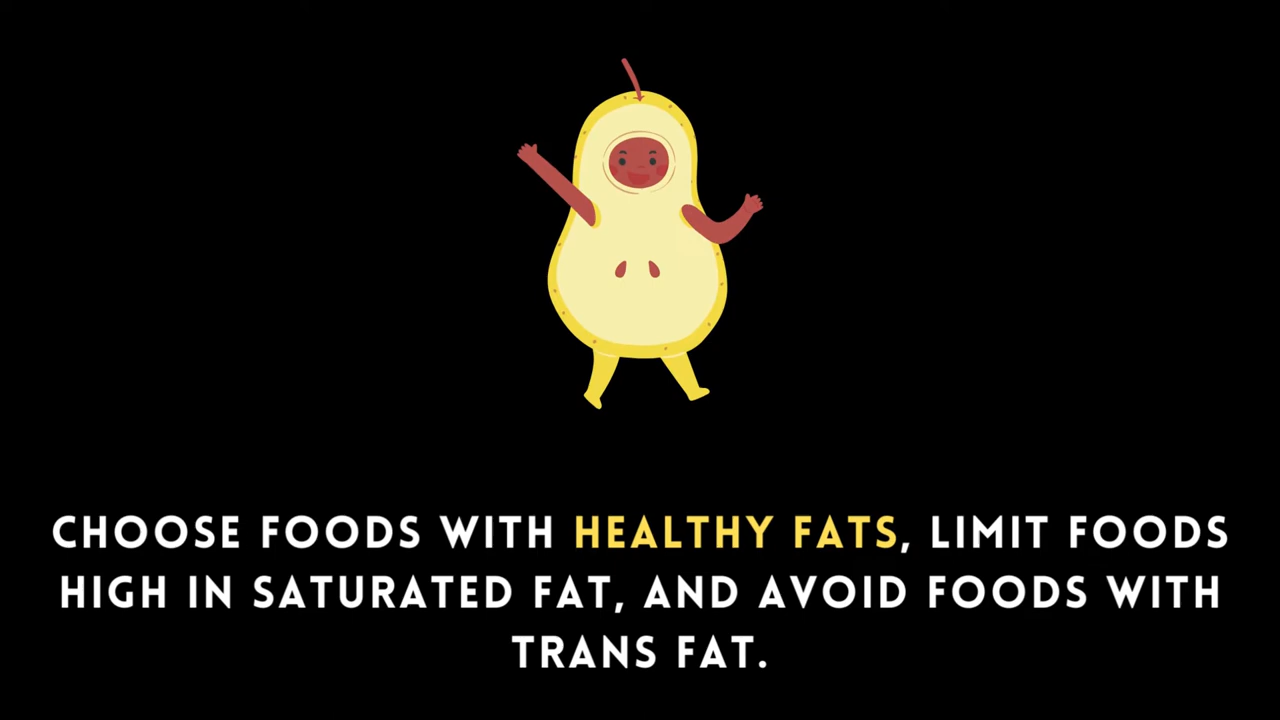 CHOOSE FOODS WITH HEALTHY FATS, LIMIT FOODS
HIGH IN SATURATED FAT, AND AVOID FOODS WITH
TRANS FAT.